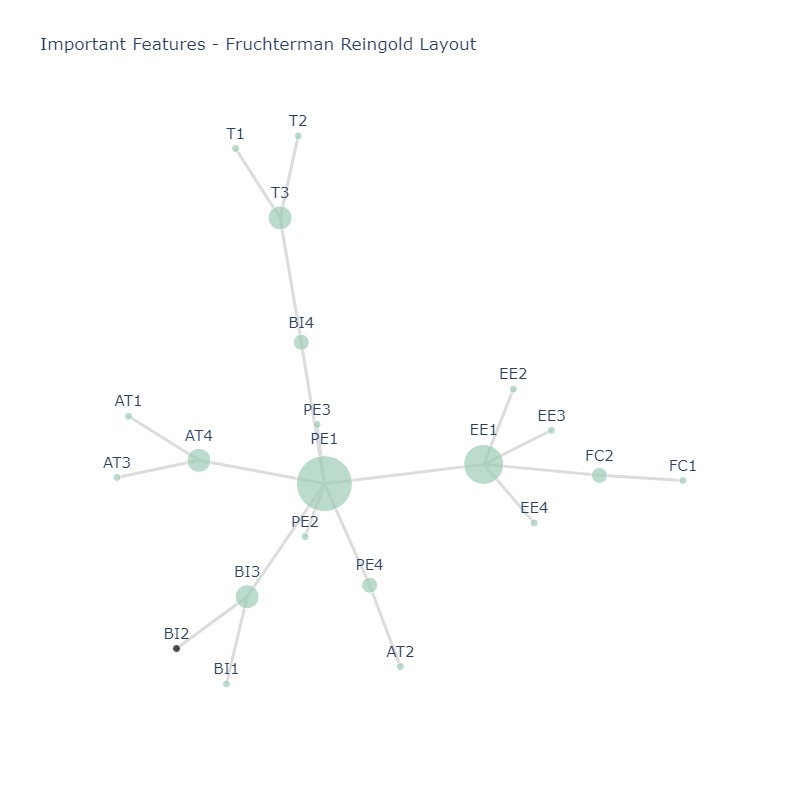 Important Features - Fruchterman Reingold Layout
T2
T1
T3
BI4
EE2
AT1
PE3
EE3
EE1
AT4
PE1
FC2
AT3
FC1
EE4
PE2
PE4
BI3
BI2
AT2
BI1